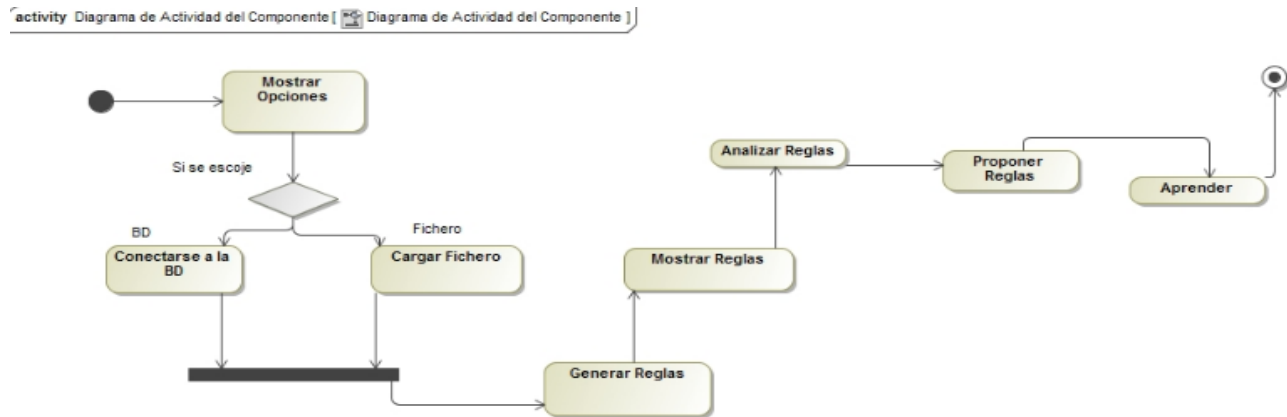 activity Diagrama de Actividad del Componente [ Diagrama de Actividad del Componente ]
Mostrar
Opciones
Si se escoje
BD
Fichero
Conectarse a la
BD
Cargar Fichero
Generar Reglas
Mostrar Reglas
Analizar Reglas
Proponer
Reglas
Aprender